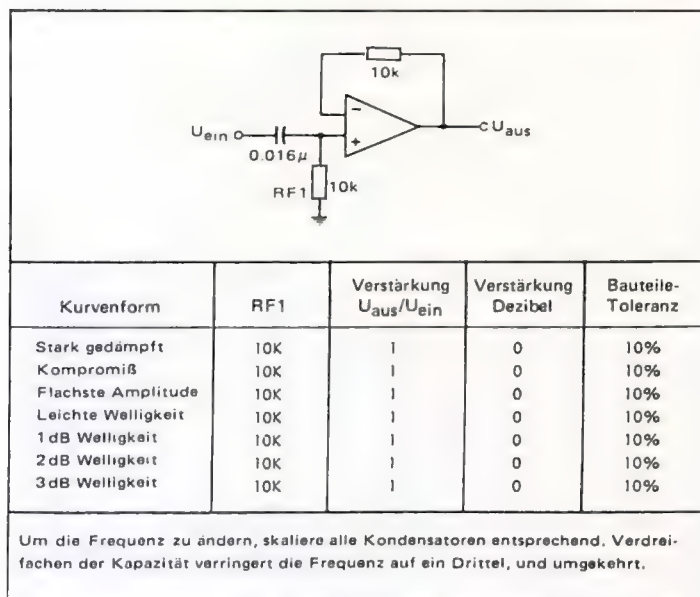 10k
U_ein
0.016µ
−
+
U_aus
RF1
10k
Kurvenform RF1 Verstärkung U_aus/U_ein Verstärkung Dezibel Bauteile-Toleranz
Stark gedämpft 10K 1 0 10%
Kompromiß 10K 1 0 10%
Flachste Amplitude 10K 1 0 10%
Leichte Welligkeit 10K 1 0 10%
1 dB Welligkeit 10K 1 0 10%
2 dB Welligkeit 10K 1 0 10%
3 dB Welligkeit 10K 1 0 10%
Um die Frequenz zu ändern, skaliere alle Kondensatoren entsprechend. Verdrei-
fachen der Kapazität verringert die Frequenz auf ein Drittel, und umgekehrt.